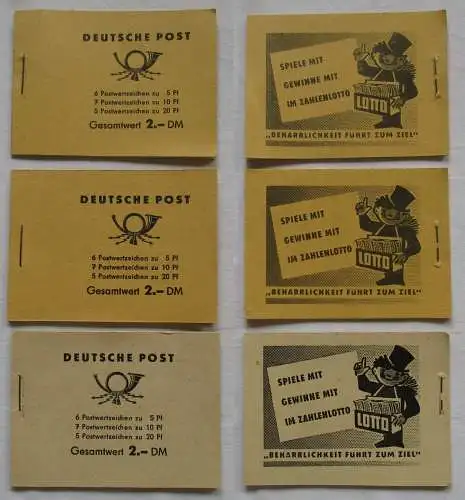 DEUTSCHE POST
6 Postwertzeichen zu 5 Pf
7 Postwertzeichen zu 10 Pf
5 Postwertzeichen zu 20 Pf
Gesamtwert 2.— DM
SPIELE MIT
GEWINNE MIT
IM ZAHLENLOTTO
LOTTO
„BEHARRLICHKEIT FÜHRT ZUM ZIEL"
DEUTSCHE POST
6 Postwertzeichen zu 5 Pf
7 Postwertzeichen zu 10 Pf
5 Postwertzeichen zu 20 Pf
Gesamtwert 2.— DM
SPIELE MIT
GEWINNE MIT
IM ZAHLENLOTTO
LOTTO
„BEHARRLICHKEIT FÜHRT ZUM ZIEL"
DEUTSCHE POST
6 Postwertzeichen zu 5 Pf
7 Postwertzeichen zu 10 Pf
5 Postwertzeichen zu 20 Pf
Gesamtwert 2.— DM
SPIELE MIT
GEWINNE MIT
IM ZAHLENLOTTO
LOTTO
„BEHARRLICHKEIT FÜHRT ZUM ZIEL"